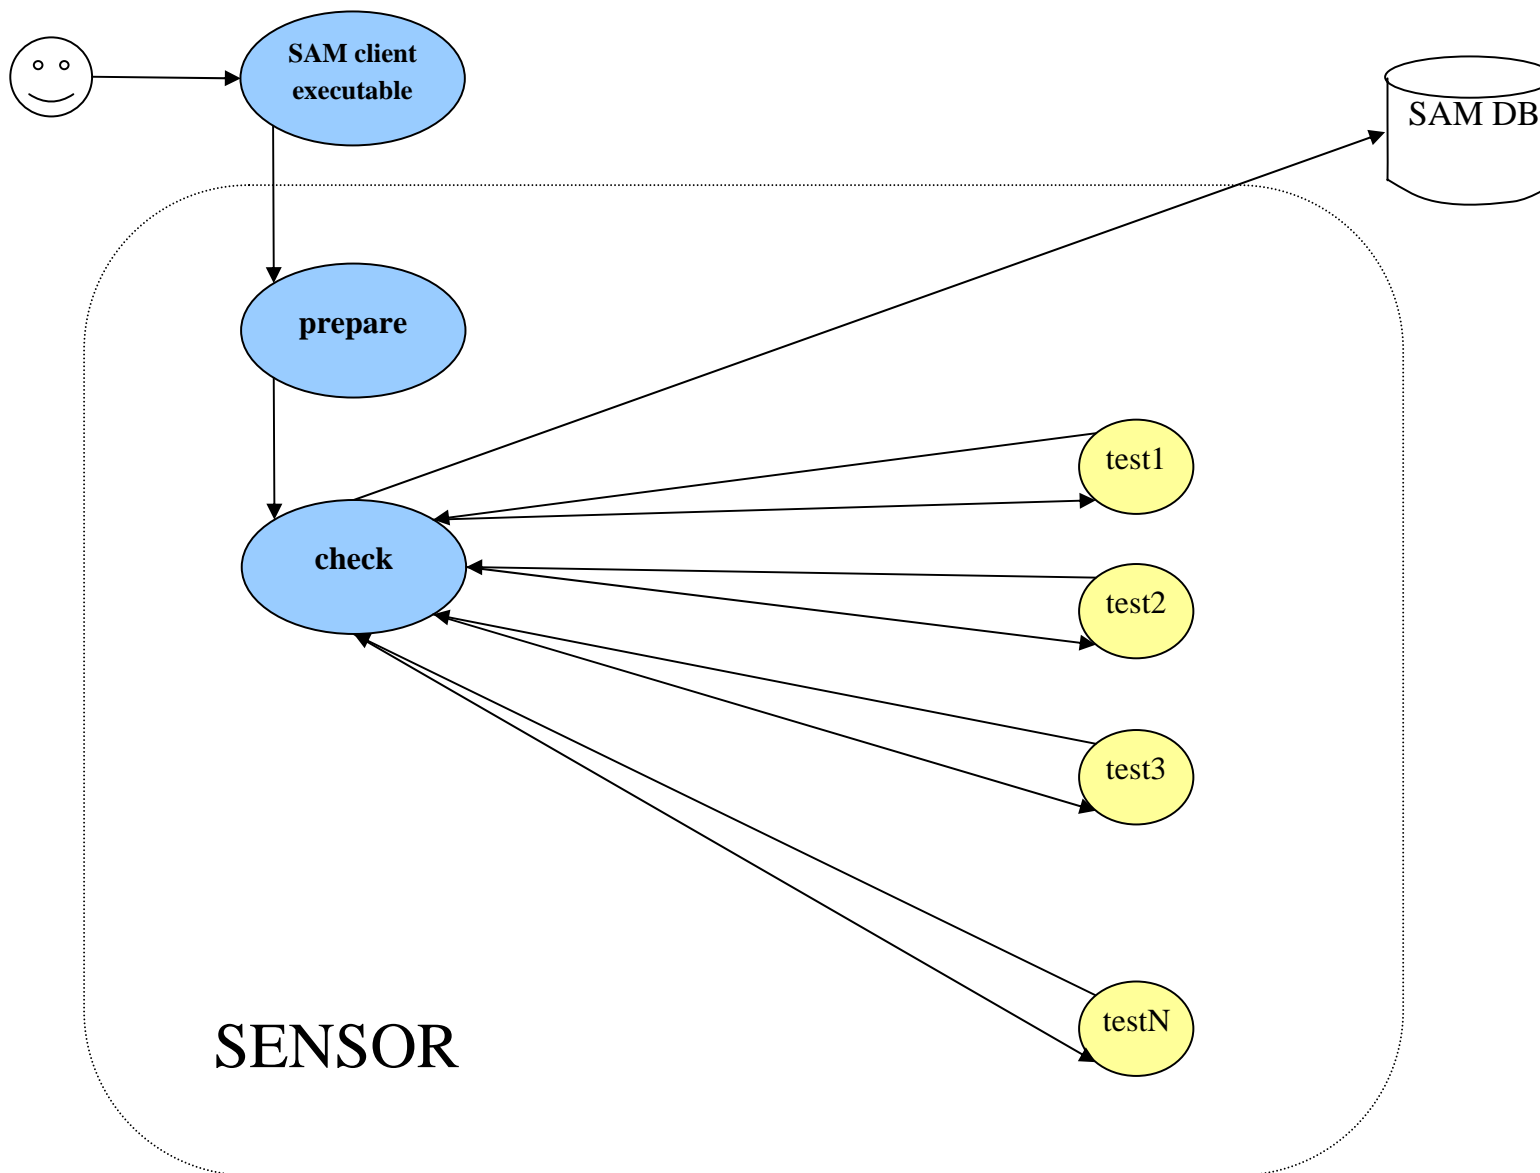 SAM client
executable
SAM DB
prepare
test1
check
test2
test3
testN
SENSOR